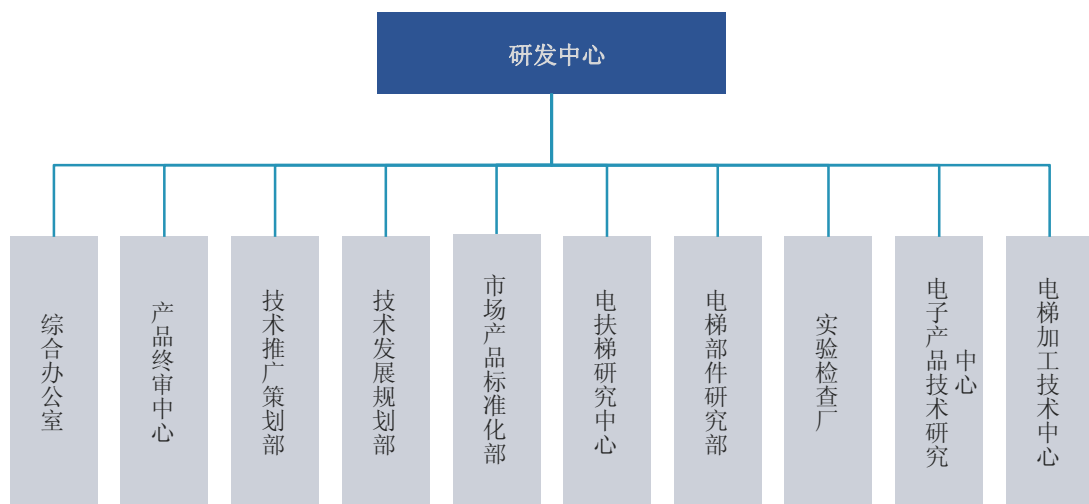 研发中心
综合办公室
产品终审中心
技术推广策划部
技术发展规划部
市场产品标准化部
电扶梯研究中心
电梯部件研究部
实验检查厂
电子产品技术研究
中心
电梯加工技术中心